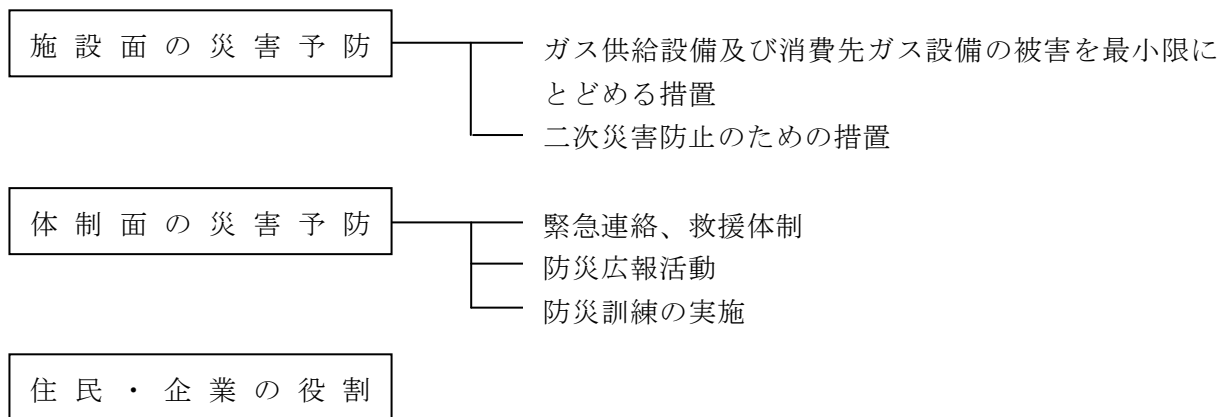 施設面の災害予防
ガス供給設備及び消費先ガス設備の被害を最小限に
とどめる措置
二次災害防止のための措置
体制面の災害予防
緊急連絡、救援体制
防災広報活動
防災訓練の実施
住民・企業の役割